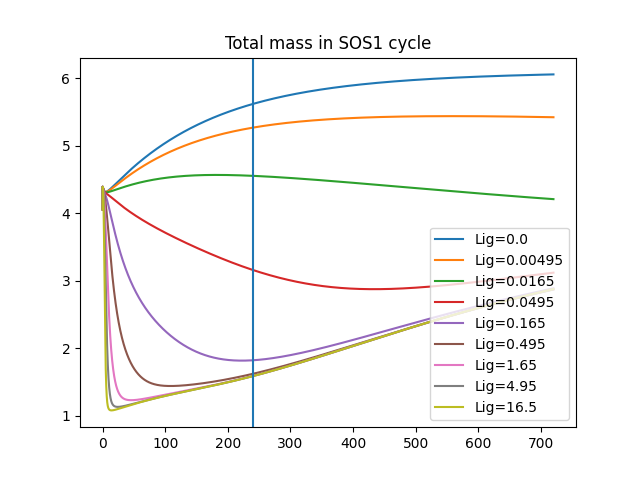 Total mass in SOS1 cycle
6
5
4
3
2
1
0
100
200
300
400
500
600
700
Lig=0.0
Lig=0.00495
Lig=0.0165
Lig=0.0495
Lig=0.165
Lig=0.495
Lig=1.65
Lig=4.95
Lig=16.5